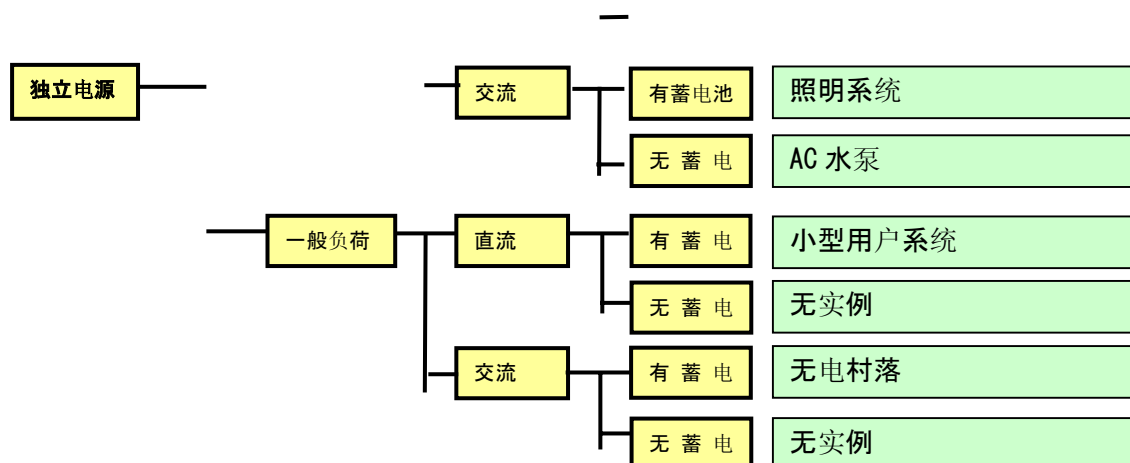 独立电源
交流
有蓄电池
照明系统
无 蓄 电
AC 水泵
一般负荷
直流
有 蓄 电
小型用户系统
无 蓄 电
无实例
交流
有 蓄 电
无电村落
无 蓄 电
无实例